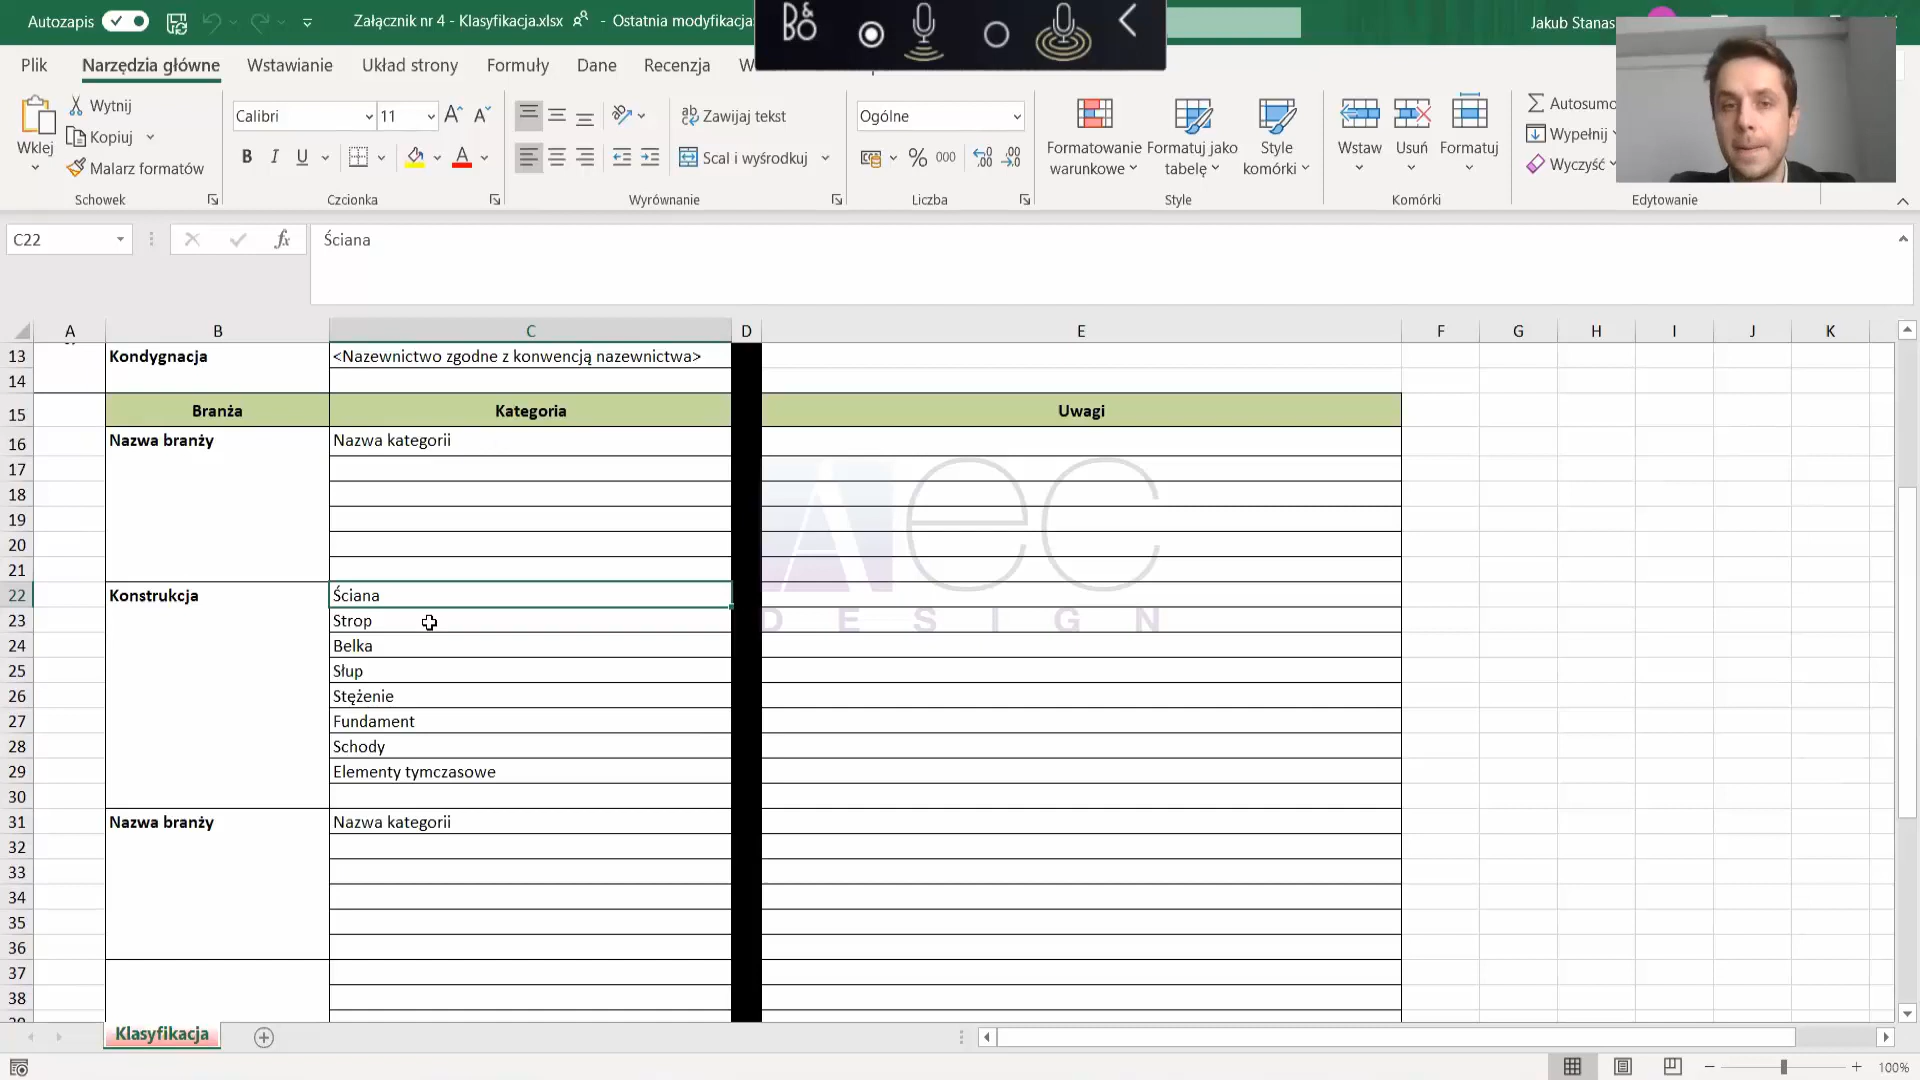 Autozapis
Załącznik nr 4 - Klasyfikacja.xlsx
- Ostatnia modyfikacja:
B&O
Jakub Stanas
Plik
Narzędzia główne
Wstawianie
Układ strony
Formuły
Dane
Recenzja
Wklej
Wytnij
Kopiuj
Malarz formatów
Schowek
Calibri
11
B I U
A
Czcionka
Zawijaj tekst
Scal i wyśrodkuj
Wyrównanie
Ogólne
% 000
Liczba
Formatowanie warunkowe
Formatuj jako tabelę
Style komórki
Style
Wstaw
Usuń
Formatuj
Komórki
Autosumo
Wypełnij
Wyczyść
Edytowanie
C22
fx
Ściana
A B C D E F G H I J K
13 Kondygnacja <Nazewnictwo zgodne z konwencją nazewnictwa>
14
15 Branża Kategoria Uwagi
16 Nazwa branży Nazwa kategorii
17
18
19
20
21
22 Konstrukcja Ściana
23 Strop
24 Belka
25 Słup
26 Stężenie
27 Fundament
28 Schody
29 Elementy tymczasowe
30
31 Nazwa branży Nazwa kategorii
32
33
34
35
36
37
38
Aec
DESIGN
Klasyfikacja
100%